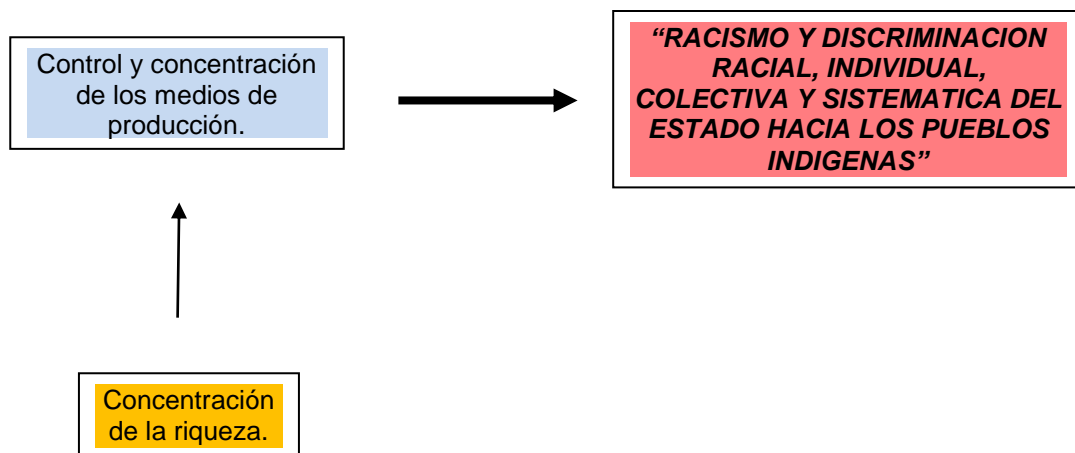 Control y concentración
de los medios de
producción.
“RACISMO Y DISCRIMINACION
RACIAL, INDIVIDUAL,
COLECTIVA Y SISTEMATICA DEL
ESTADO HACIA LOS PUEBLOS
INDIGENAS”
Concentración
de la riqueza.